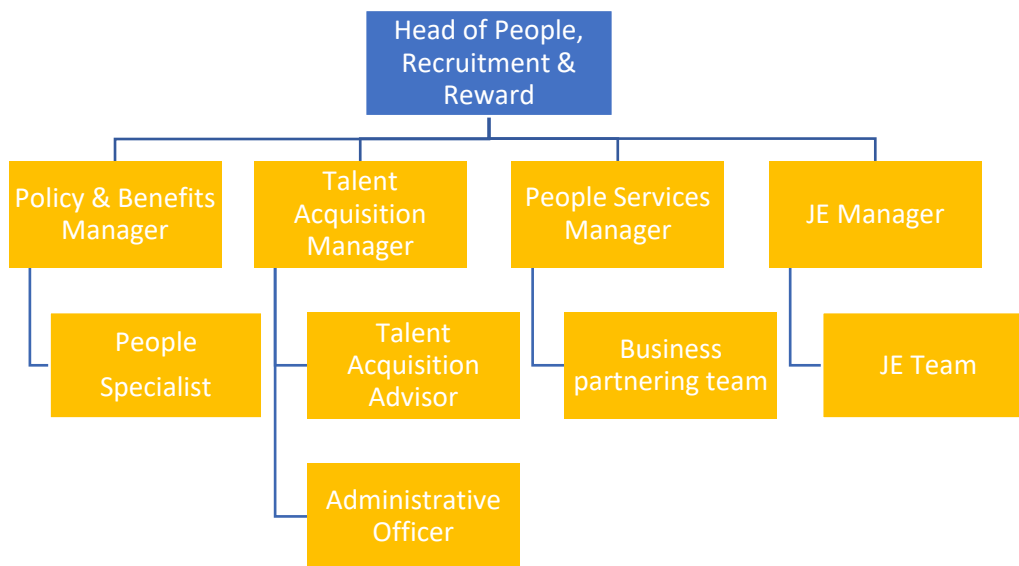 Head of People,
Recruitment &
Reward
Policy & Benefits
Manager
Talent
Acquisition
Manager
People Services
Manager
JE Manager
People
Specialist
Talent
Acquisition
Advisor
Business
partnering team
JE Team
Administrative
Officer